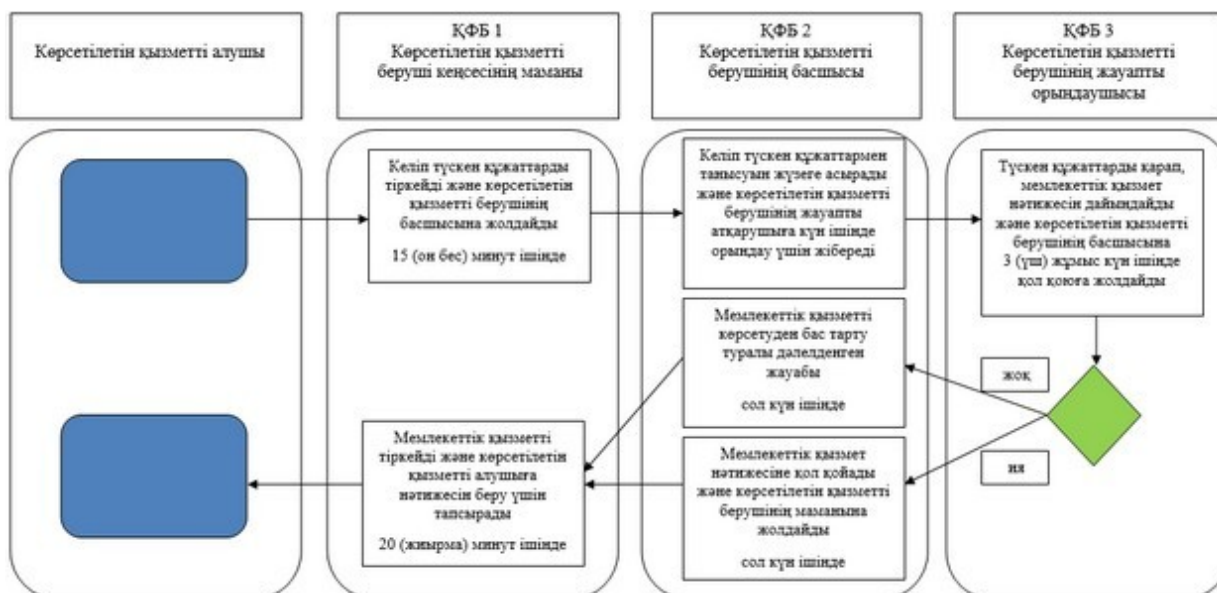 Көрсетілетін қызметті алушы
ҚФБ 1
Көрсетілетін қызметті
беруші кеңсесінің маманы
ҚФБ 2
Көрсетілетін қызметті
берушінің басшысы
ҚФБ 3
Көрсетілетін қызметті
берушінің жауапты
орындаушысы
Келіп түскен құжаттарды
тіркейді және көрсетілетін
қызметті берушінің
басшысына жолдайды
15 (он бес) минут ішінде
Келіп түскен құжаттармен
танысуын жүзеге асырады
және көрсетілетін қызметті
берушінің жауапты
атқарушыға күн ішінде
орындау үшін жібереді
Түскен құжаттарды қарап,
мемлекеттік қызмет
нәтижесін дайындайды
және көрсетілетін қызметті
берушінің басшысына
3 (үш) жұмыс күн ішінде
қол қоюға жолдайды
Мемлекеттік қызметті
көрсетуден бас тарту
туралы дәлелденген
жауабы
сол күн ішінде
жоқ
ия
Мемлекеттік қызметті
тіркейді және көрсетілетін
қызметті алушыға
нәтижесін беру үшін
тапсырады
20 (жиырма) минут ішінде
Мемлекеттік қызмет
нәтижесіне қол қояды
және көрсетілетін қызметті
берушінің маманына
жолдайды
сол күн ішінде